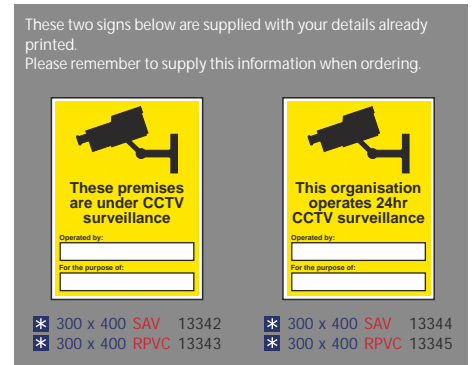 These two signs below are supplied with your details already
printed.
Please remember to supply this information when ordering.
These premises
are under CCTV
surveillance
Operated by:
For the purpose of:
* 300 x 400 SAV 13342
* 300 x 400 RPVC 13343
This organisation
operates 24hr
CCTV surveillance
Operated by:
For the purpose of:
* 300 x 400 SAV 13344
* 300 x 400 RPVC 13345